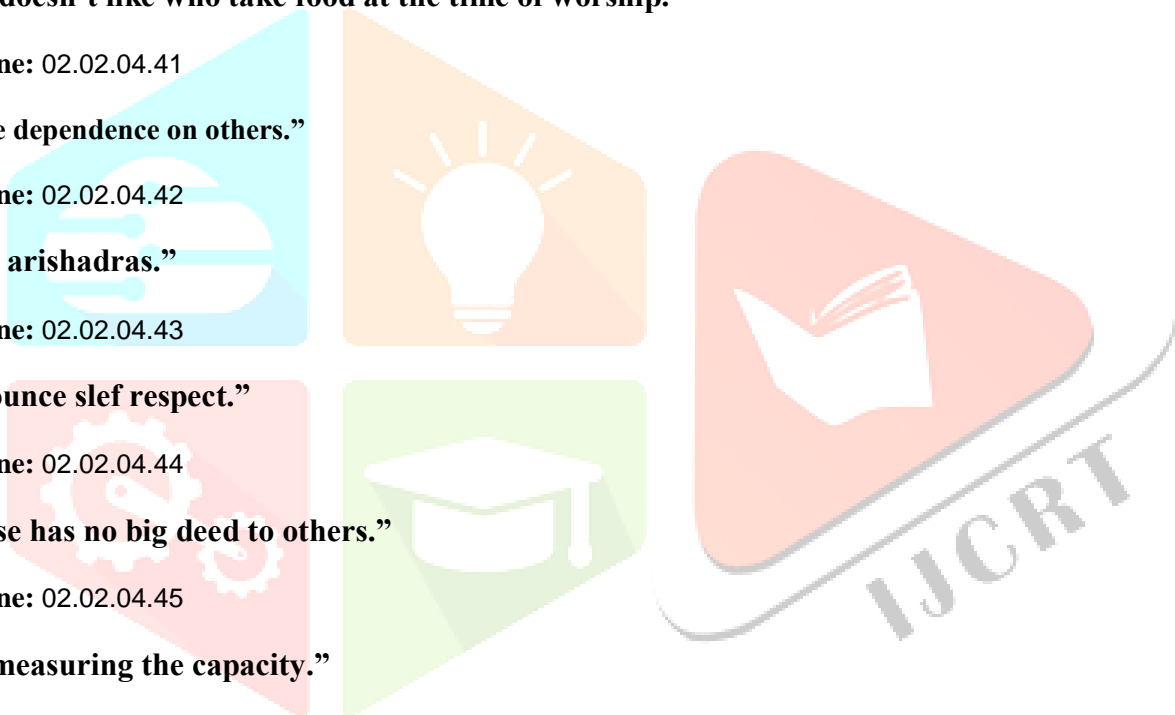 doesn't like who take food at the time of worship.
ne: 02.02.04.41
e dependence on others.”
ne: 02.02.04.42
arishadras.”
ne: 02.02.04.43
ounce slef respect.”
ne: 02.02.04.44
se has no big deed to others.”
ne: 02.02.04.45
measuring the capacity.”
IJCRT